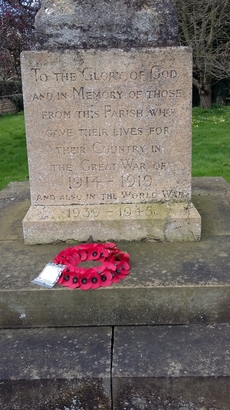 To the Glory of God
and in Memory of those
from this Parish who
gave their lives for
their Country in
the Great War of
1914-1919
and also in the World War
1939-1945.